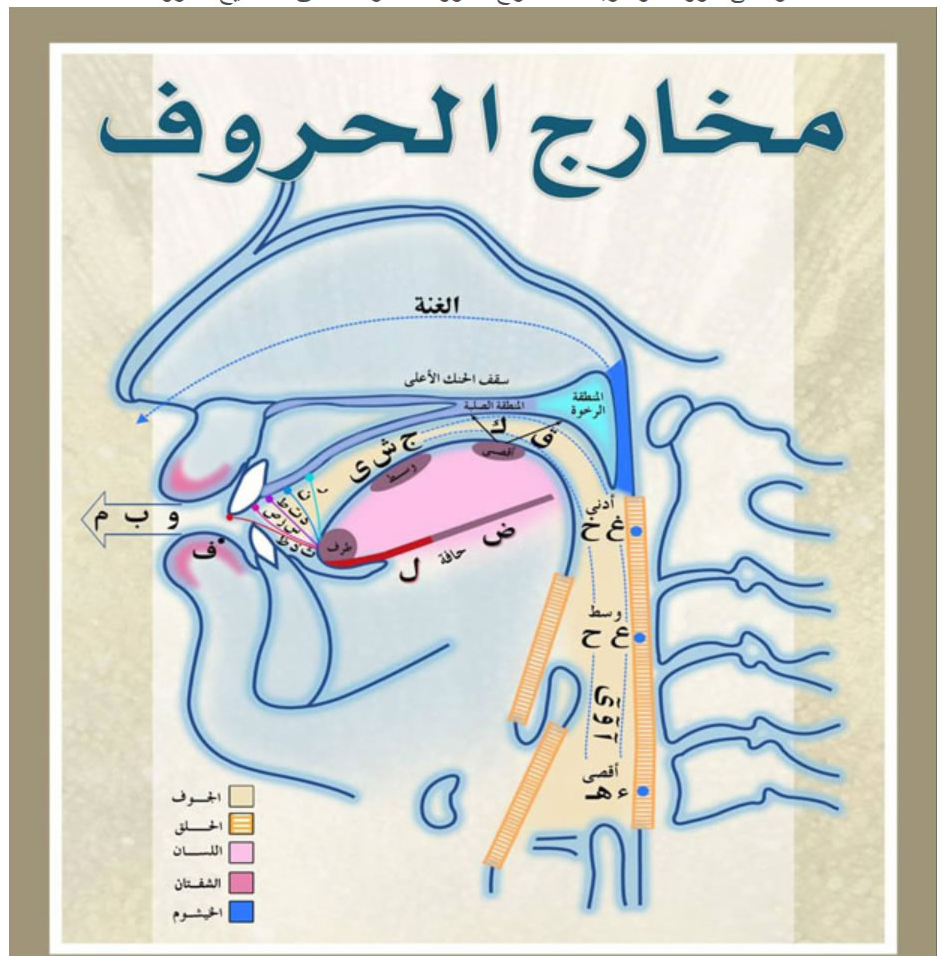 مخارج الحروف
الغنة
سقف الحنك الأعلى
المنطقة الصلبة
المنطقة الرخوة
ق
ك
أقصى
ج ش ى
وسط
ر
ن
ط د ت
ص ز س
ظ ذ ث
طرف
و ب م
ف
ض
حافة
ل
أدنى
غ خ
وسط
ع ح
آ و ى
أقصى
ء هـ
الجوف
الحلق
اللسان
الشفتان
الخيشوم